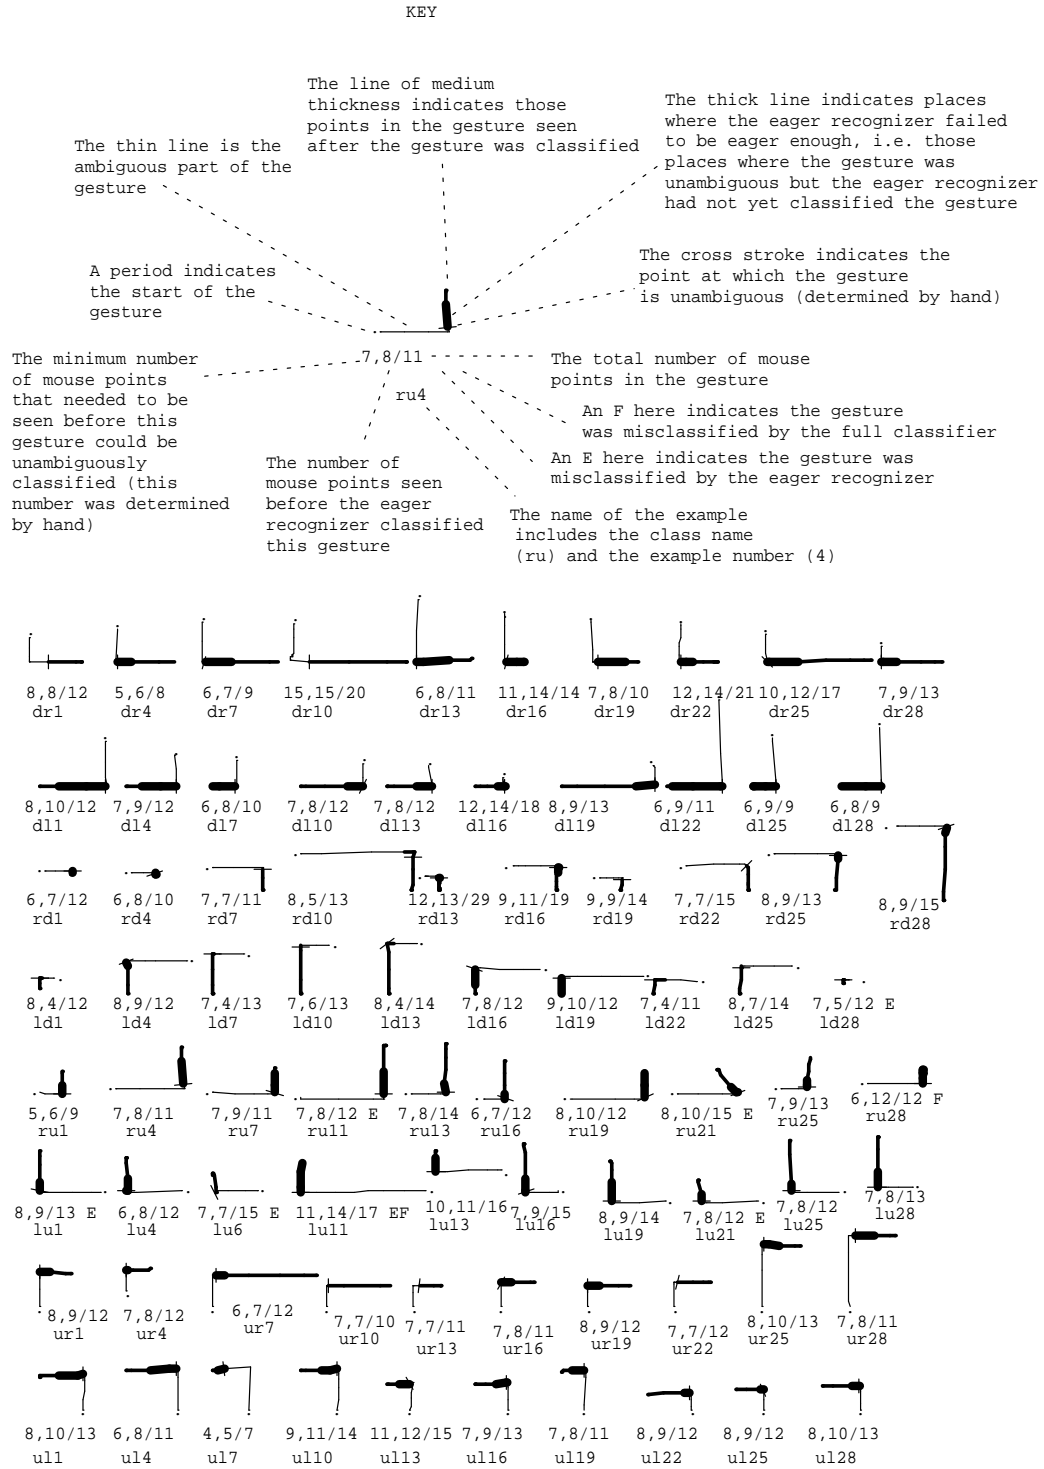 KEY
The line of medium
thickness indicates those
points in the gesture seen
after the gesture was classified
The thick line indicates places
where the eager recognizer failed
to be eager enough, i.e. those
places where the gesture was
unambiguous but the eager recognizer
had not yet classified the gesture
The thin line is the
ambiguous part of the
gesture
The cross stroke indicates the
point at which the gesture
is unambiguous (determined by hand)
A period indicates
the start of the
gesture
The minimum number
of mouse points
that needed to be
seen before this
gesture could be
unambiguously
classified (this
number was determined
by hand)
7,8/11
ru4
The total number of mouse
points in the gesture
An F here indicates the gesture
was misclassified by the full classifier
An E here indicates the gesture was
misclassified by the eager recognizer
The number of
mouse points seen
before the eager
recognizer classified
this gesture
The name of the example
includes the class name
(ru) and the example number (4)
8,8/12 5,6/8 6,7/9 15,15/20 6,8/11 11,14/14 7,8/10 12,14/21 10,12/17 7,9/13
dr1 dr4 dr7 dr10 dr13 dr16 dr19 dr22 dr25 dr28
8,10/12 7,9/12 6,8/10 7,8/12 7,8/12 12,14/18 8,9/13 6,9/11 6,9/9 6,8/9
dl1 dl4 dl7 dl10 dl13 dl16 dl19 dl22 dl25 dl28
6,7/12 6,8/10 7,7/11 8,5/13 12,13/29 9,11/19 9,9/14 7,7/15 8,9/13 8,9/15
rd1 rd4 rd7 rd10 rd13 rd16 rd19 rd22 rd25 rd28
8,4/12 8,9/12 7,4/13 7,6/13 8,4/14 7,8/12 9,10/12 7,4/11 8,7/14 7,5/12 E
ld1 ld4 ld7 ld10 ld13 ld16 ld19 ld22 ld25 ld28
5,6/9 7,8/11 7,9/11 7,8/12 E 7,8/14 6,7/12 8,10/12 8,10/15 E 7,9/13 6,12/12 F
ru1 ru4 ru7 ru11 ru13 ru16 ru19 ru21 ru25 ru28
8,9/13 E 6,8/12 7,7/15 E 11,14/17 EF 10,11/16 7,9/15 8,9/14 7,8/12 E 7,8/12 7,8/13
lu1 lu4 lu6 lu11 lu13 lu16 lu19 lu21 lu25 lu28
8,9/12 7,8/12 6,7/12 7,7/10 7,7/11 7,8/11 8,9/12 7,7/12 8,10/13 7,8/11
ur1 ur4 ur7 ur10 ur13 ur16 ur19 ur22 ur25 ur28
8,10/13 6,8/11 4,5/7 9,11/14 11,12/15 7,9/13 7,8/11 8,9/12 8,9/12 8,10/13
ul1 ul4 ul7 ul10 ul13 ul16 ul19 ul22 ul25 ul28